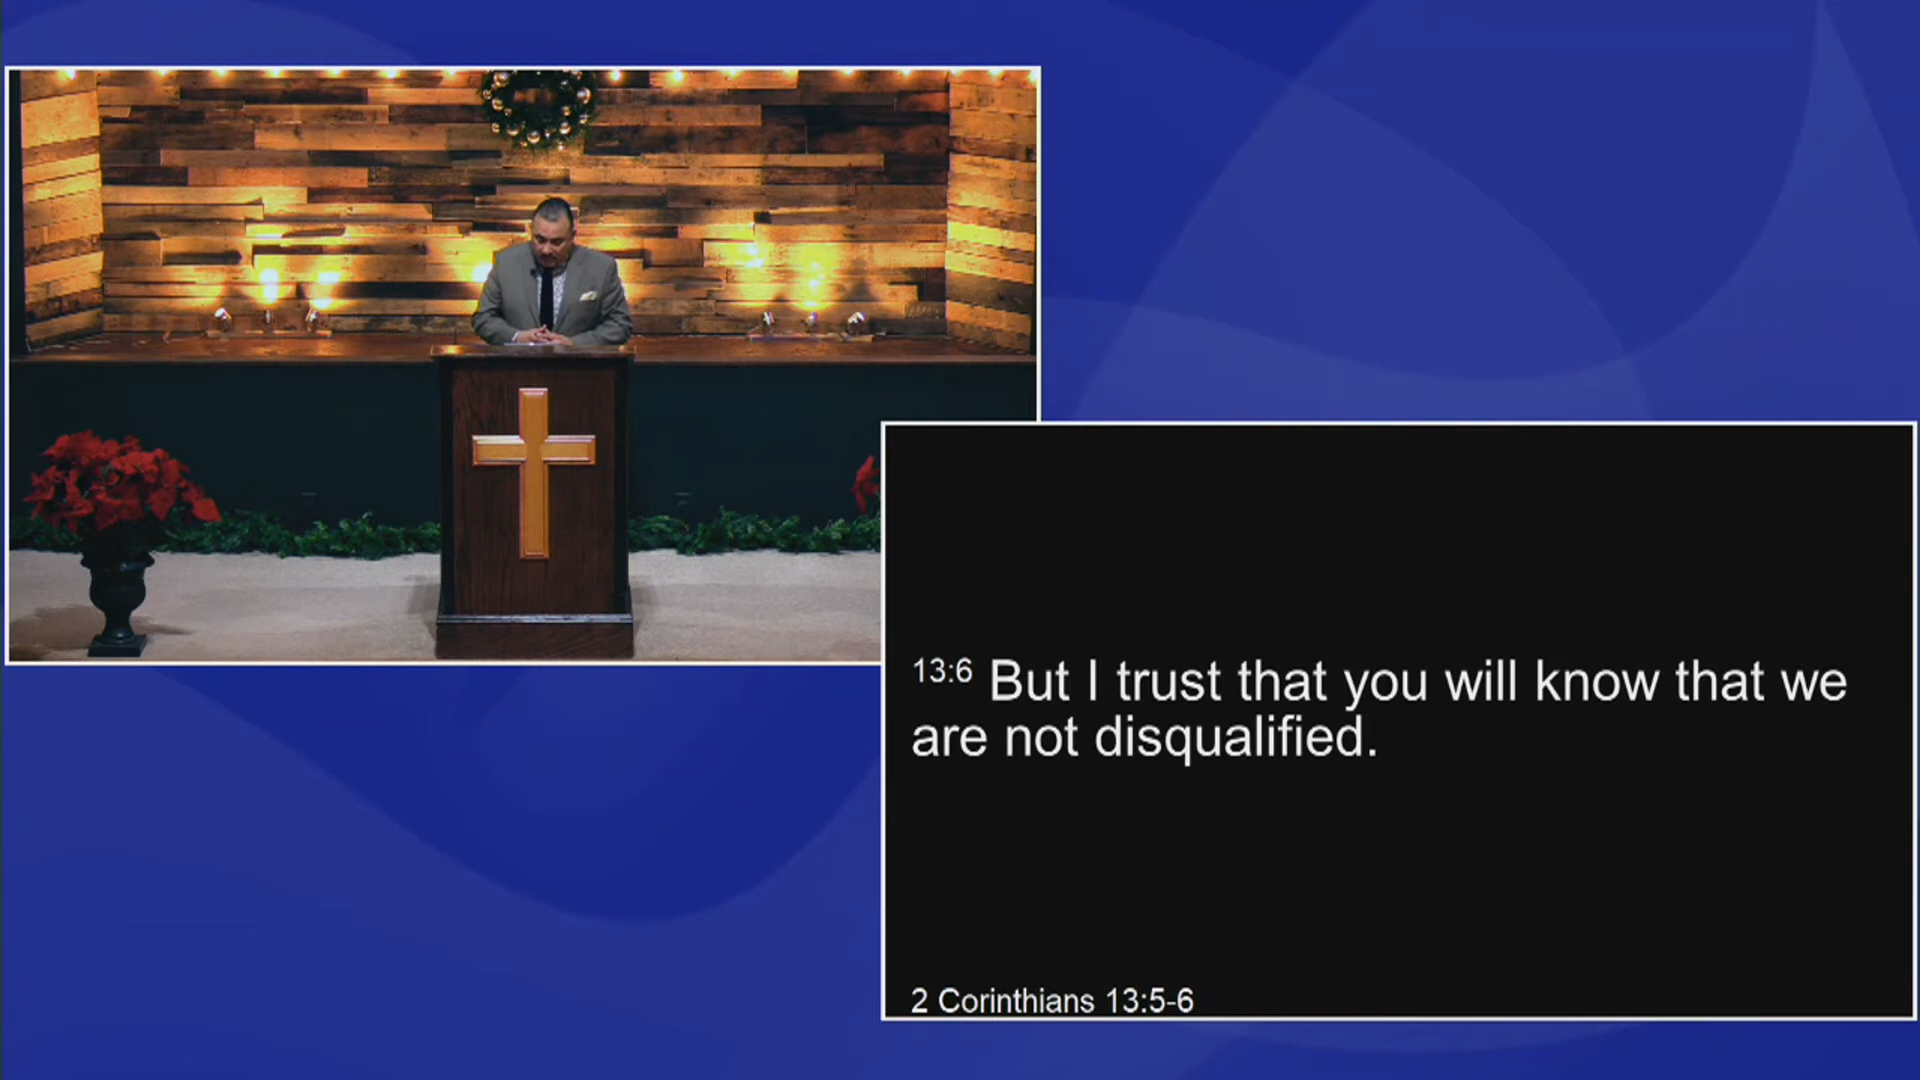 13:6 But I trust that you will know that we
are not disqualified.
2 Corinthians 13:5-6